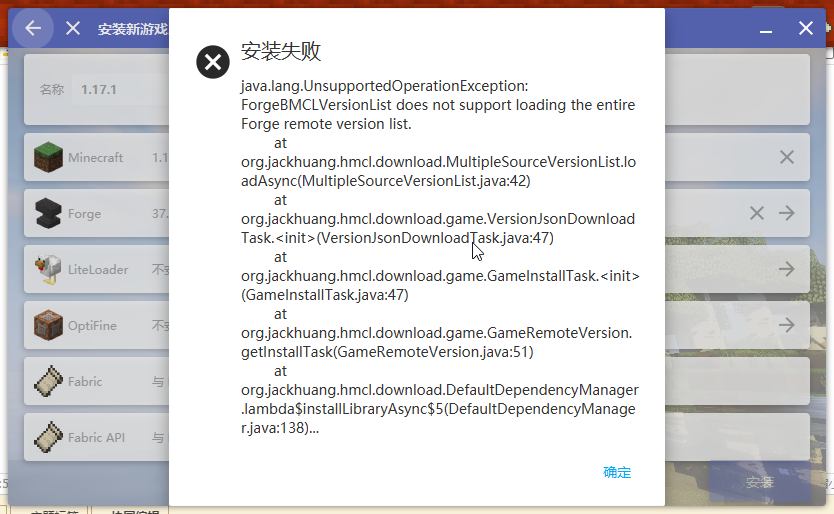 安装新游戏
安装失败
java.lang.UnsupportedOperationException:
ForgeBMCLVersionList does not support loading the entire
Forge remote version list.
at
org.jackhuang.hmcl.download.MultipleSourceVersionList.lo
adAsync(MultipleSourceVersionList.java:42)
at
org.jackhuang.hmcl.download.game.VersionJsonDownload
Task.<init>(VersionJsonDownloadTask.java:47)
at
org.jackhuang.hmcl.download.game.GameInstallTask.<init>
(GameInstallTask.java:47)
at
org.jackhuang.hmcl.download.game.GameRemoteVersion.
getInstallTask(GameRemoteVersion.java:51)
at
org.jackhuang.hmcl.download.DefaultDependencyManager
.lambda$installLibraryAsync$5(DefaultDependencyManage
r.java:138)...
确定
名称 1.17.1
Minecraft 1.1
Forge 37.
LiteLoader 不
OptiFine 不
Fabric 与
Fabric API 与
安装